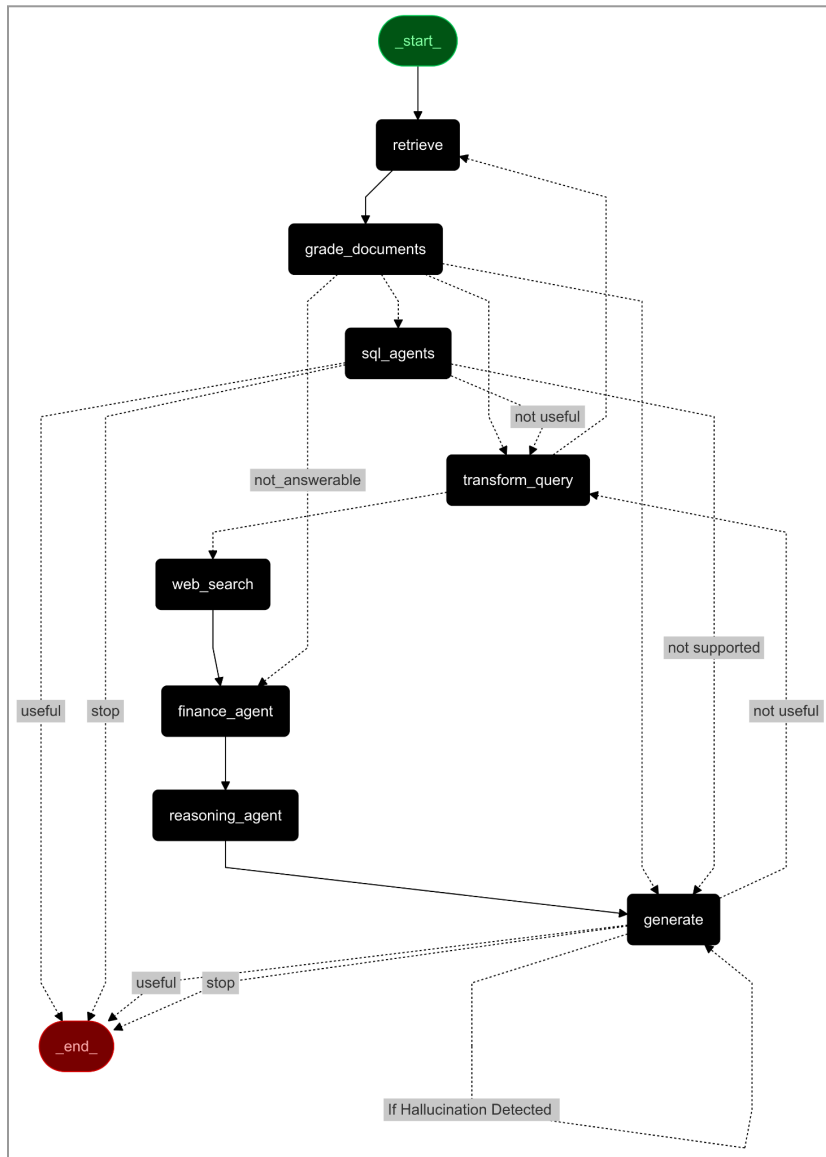 _start_
retrieve
grade_documents
sql_agents
not useful
transform_query
not_answerable
web_search
not supported
finance_agent
useful
stop
not useful
reasoning_agent
generate
useful
stop
_end_
If Hallucination Detected